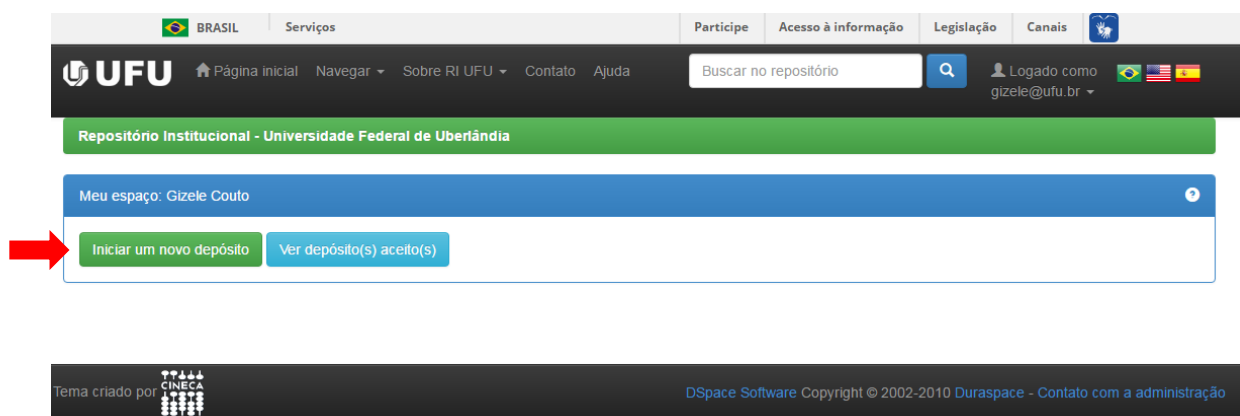 BRASIL Serviços Participe Acesso à informação Legislação Canais
UFU Página inicial Navegar Sobre RI UFU Contato Ajuda Buscar no repositório Logado como
gizele@ufu.br
Repositório Institucional - Universidade Federal de Uberlândia
Meu espaço: Gizele Couto ?
Iniciar um novo depósito Ver depósito(s) aceito(s)
Tema criado por CINECA DSpace Software Copyright © 2002-2010 Duraspace - Contato com a administração